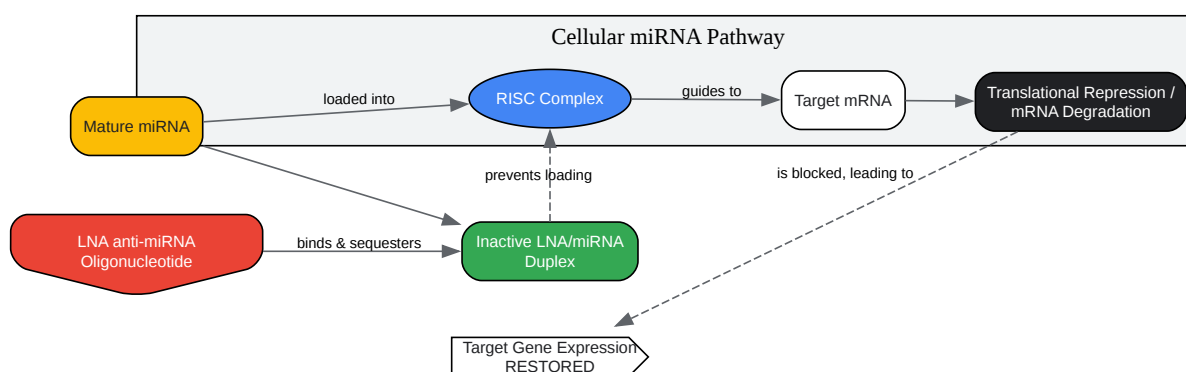 Cellular miRNA Pathway
Mature miRNA
loaded into
RISC Complex
guides to
Target mRNA
Translational Repression /
mRNA Degradation
prevents loading
is blocked, leading to
LNA anti-miRNA
Oligonucleotide
binds & sequesters
Inactive LNA/miRNA
Duplex
Target Gene Expression
RESTORED